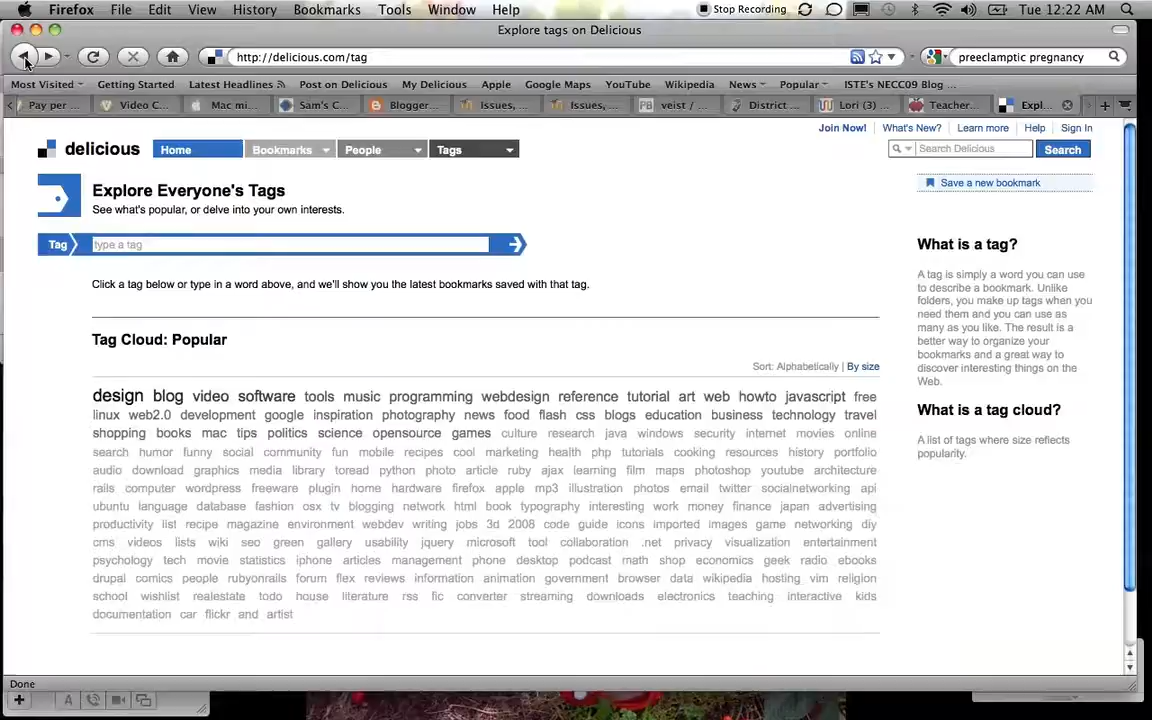 Firefox File Edit View History Bookmarks Tools Window Help Stop Recording Tue 12:22 AM
Explore tags on Delicious
http://delicious.com/tag preeclamptic pregnancy
Most Visited Getting Started Latest Headlines Post on Delicious My Delicious Apple Google Maps YouTube Wikipedia News Popular ISTE's NECC09 Blog ...
Pay per ... Video C... Mac mi... Sam's C... Blogger... Issues, ... Issues, ... veist / ... District ... Lori (3) ... Teacher... Expl...
Join Now! What's New? Learn more Help Sign In
delicious Home Bookmarks People Tags Search Delicious Search
Explore Everyone's Tags
See what's popular, or delve into your own interests.
Save a new bookmark
Tag type a tag
Click a tag below or type in a word above, and we'll show you the latest bookmarks saved with that tag.
Tag Cloud: Popular
Sort: Alphabetically | By size
design blog video software tools music programming webdesign reference tutorial art web howto javascript free
linux web2.0 development google inspiration photography news food flash css blogs education business technology travel
shopping books mac tips politics science opensource games culture research java windows security internet movies online
search humor funny social community fun mobile recipes cool marketing health php tutorials cooking resources history portfolio
audio download graphics media library toread python photo article ruby ajax learning film maps photoshop youtube architecture
rails computer wordpress freeware plugin home hardware firefox apple mp3 illustration photos email twitter socialnetworking api
ubuntu language database fashion osx tv blogging network html book typography interesting work money finance japan advertising
productivity list recipe magazine environment webdev writing jobs 3d 2008 code guide icons imported images game networking diy
cms videos lists wiki seo green gallery usability jquery microsoft tool collaboration .net privacy visualization entertainment
psychology tech movie statistics iphone articles management phone desktop podcast math shop economics geek radio ebooks
drupal comics people rubyonrails forum flex reviews information animation government browser data wikipedia hosting vim religion
school wishlist realestate todo house literature rss fic converter streaming downloads electronics teaching interactive kids
documentation car flickr and artist
What is a tag?
A tag is simply a word you can use
to describe a bookmark. Unlike
folders, you make up tags when you
need them and you can use as
many as you like. The result is a
better way to organize your
bookmarks and a great way to
discover interesting things on the
Web.
What is a tag cloud?
A list of tags where size reflects
popularity.
Done